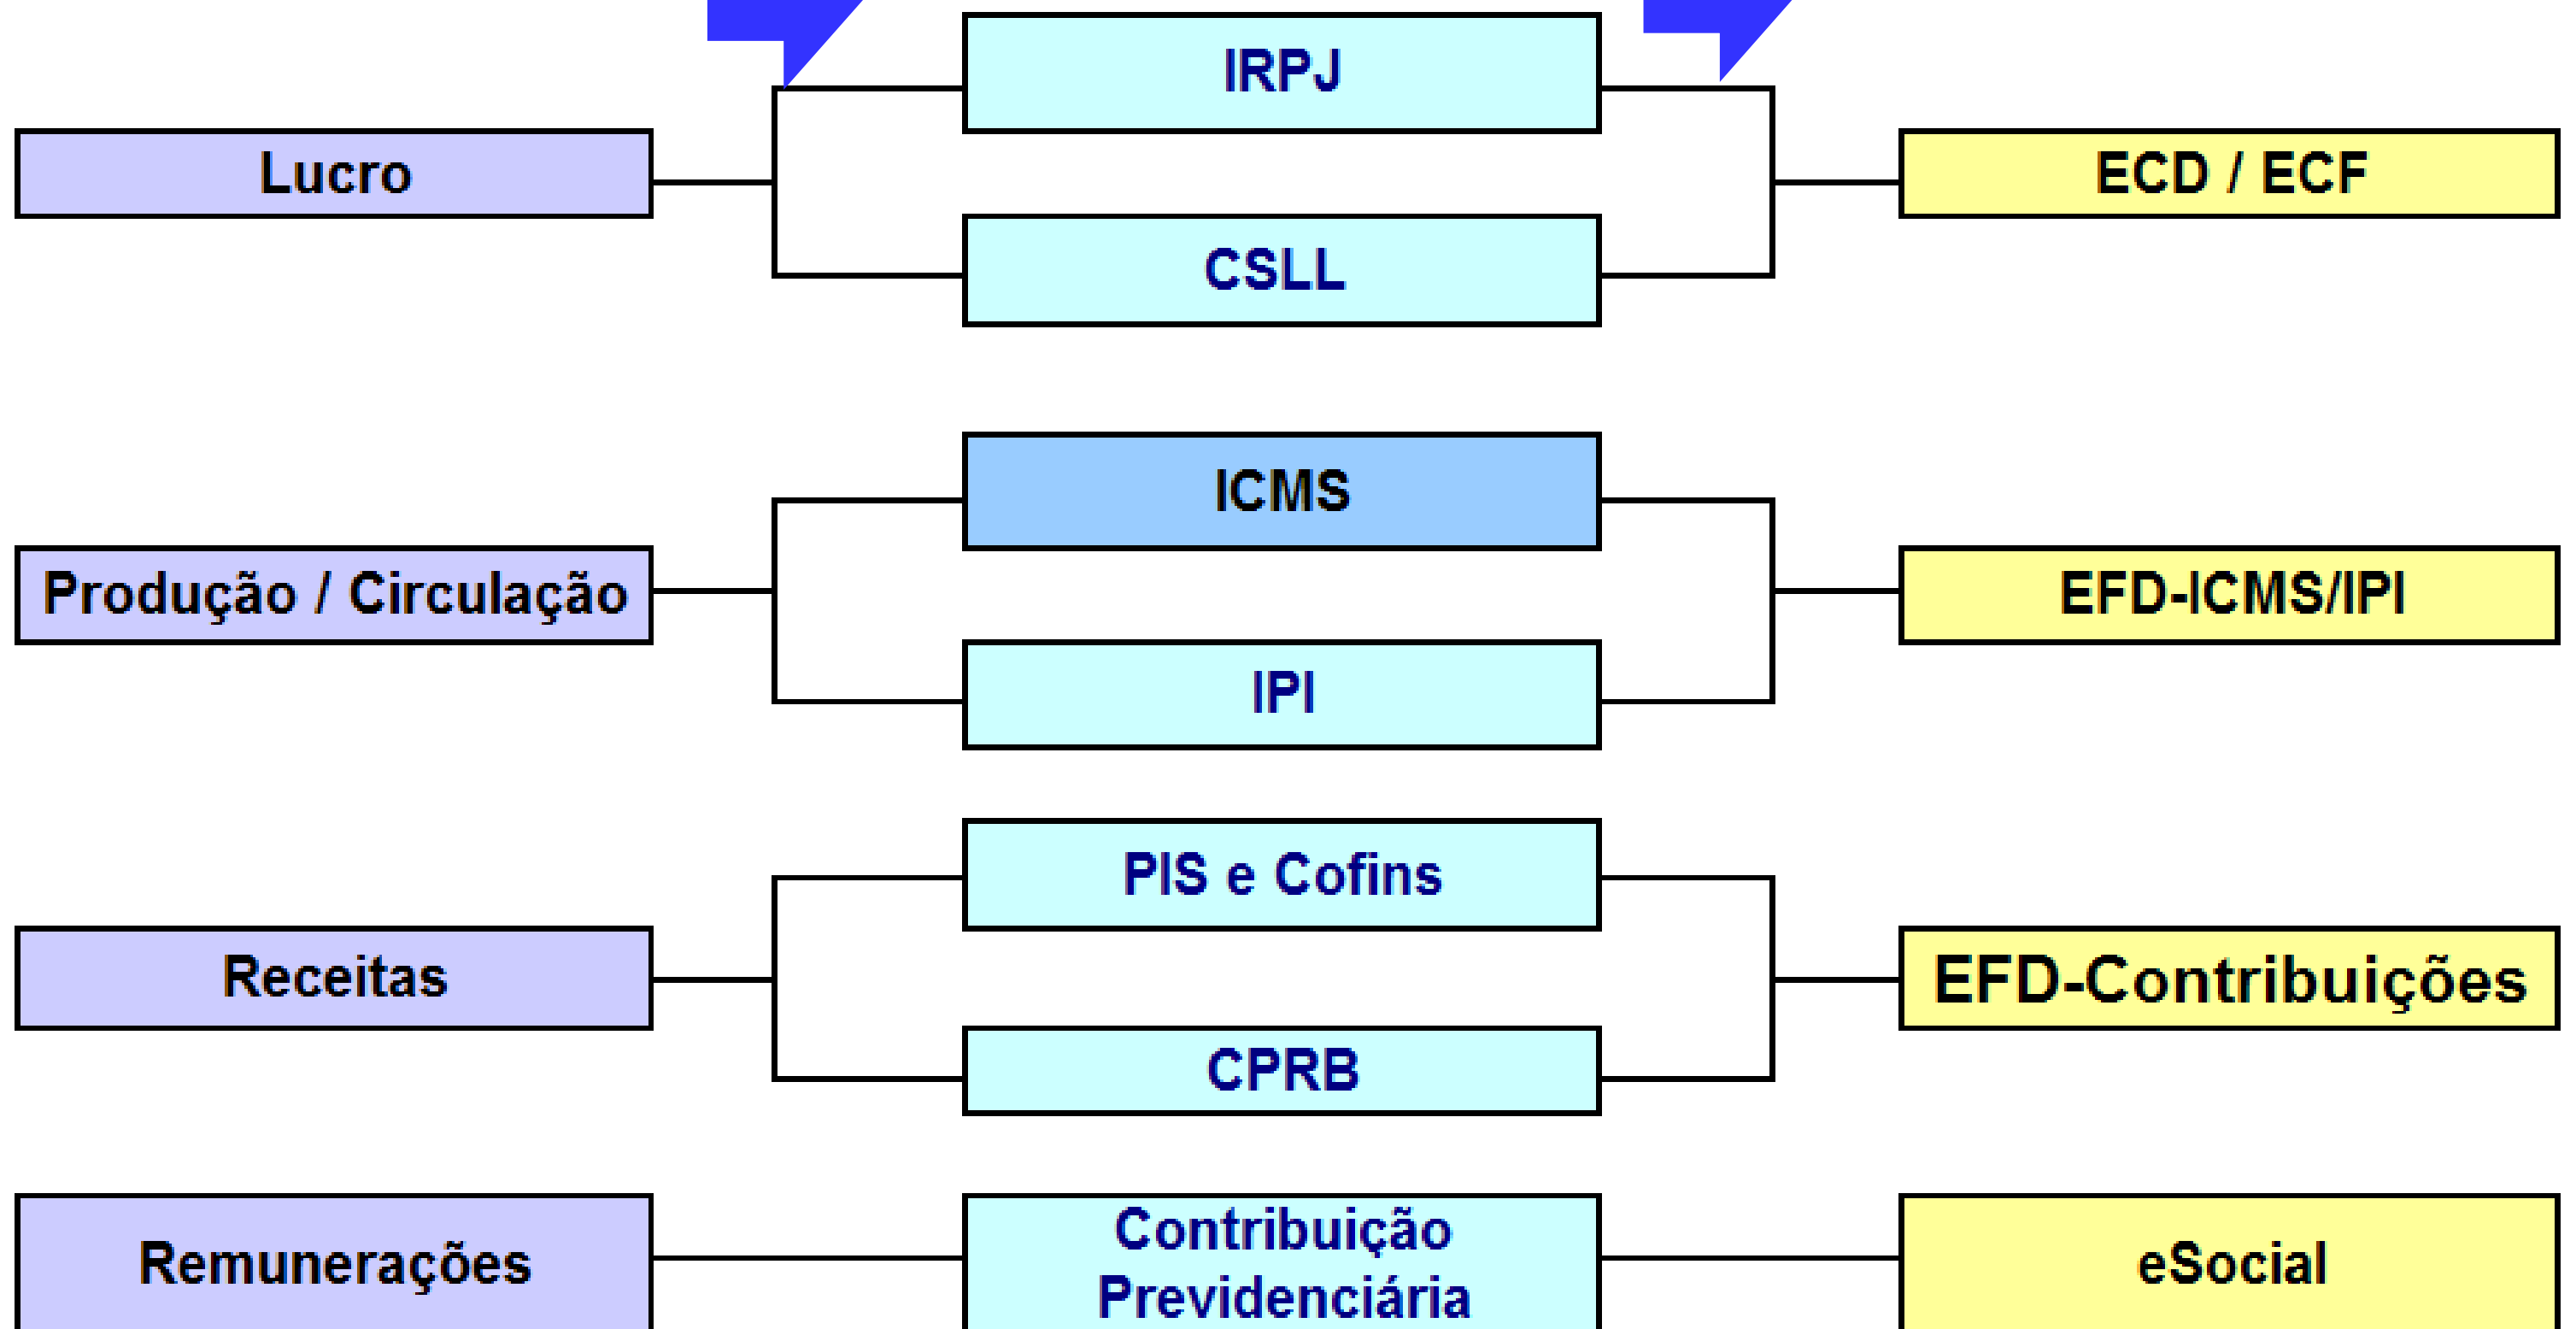 IRPJ
Lucro
ECD / ECF
CSLL
ICMS
Produção / Circulação
EFD-ICMS/IPI
IPI
PIS e Cofins
Receitas
EFD-Contribuições
CPRB
Remunerações
Contribuição
Previdenciária
eSocial